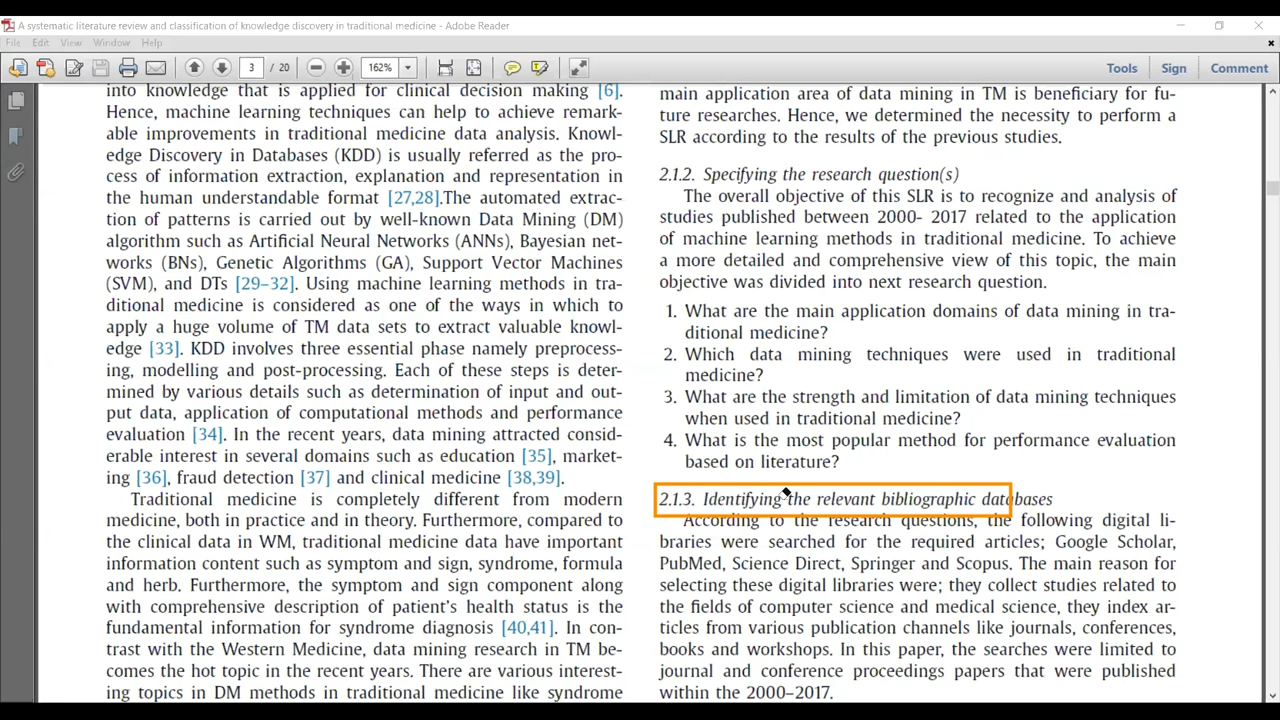 A systematic literature review and classification of knowledge discovery in traditional medicine - Adobe Reader
File Edit View Window Help
3 / 20 162% Tools Sign Comment
into knowledge that is applied for clinical decision making [6].
Hence, machine learning techniques can help to achieve remark-
able improvements in traditional medicine data analysis. Knowl-
edge Discovery in Databases (KDD) is usually referred as the pro-
cess of information extraction, explanation and representation in
the human understandable format [27,28].The automated extrac-
tion of patterns is carried out by well-known Data Mining (DM)
algorithm such as Artificial Neural Networks (ANNs), Bayesian net-
works (BNs), Genetic Algorithms (GA), Support Vector Machines
(SVM), and DTs [29–32]. Using machine learning methods in tra-
ditional medicine is considered as one of the ways in which to
apply a huge volume of TM data sets to extract valuable knowl-
edge [33]. KDD involves three essential phase namely preprocess-
ing, modelling and post-processing. Each of these steps is deter-
mined by various details such as determination of input and out-
put data, application of computational methods and performance
evaluation [34]. In the recent years, data mining attracted consid-
erable interest in several domains such as education [35], market-
ing [36], fraud detection [37] and clinical medicine [38,39].
Traditional medicine is completely different from modern
medicine, both in practice and in theory. Furthermore, compared to
the clinical data in WM, traditional medicine data have important
information content such as symptom and sign, syndrome, formula
and herb. Furthermore, the symptom and sign component along
with comprehensive description of patient's health status is the
fundamental information for syndrome diagnosis [40,41]. In con-
trast with the Western Medicine, data mining research in TM be-
comes the hot topic in the recent years. There are various interest-
ing topics in DM methods in traditional medicine like syndrome
main application area of data mining in TM is beneficiary for fu-
ture researches. Hence, we determined the necessity to perform a
SLR according to the results of the previous studies.
2.1.2. Specifying the research question(s)
The overall objective of this SLR is to recognize and analysis of
studies published between 2000- 2017 related to the application
of machine learning methods in traditional medicine. To achieve
a more detailed and comprehensive view of this topic, the main
objective was divided into next research question.
1. What are the main application domains of data mining in tra-
ditional medicine?
2. Which data mining techniques were used in traditional
medicine?
3. What are the strength and limitation of data mining techniques
when used in traditional medicine?
4. What is the most popular method for performance evaluation
based on literature?
2.1.3. Identifying the relevant bibliographic databases
According to the research questions, the following digital li-
braries were searched for the required articles; Google Scholar,
PubMed, Science Direct, Springer and Scopus. The main reason for
selecting these digital libraries were; they collect studies related to
the fields of computer science and medical science, they index ar-
ticles from various publication channels like journals, conferences,
books and workshops. In this paper, the searches were limited to
journal and conference proceedings papers that were published
within the 2000–2017.